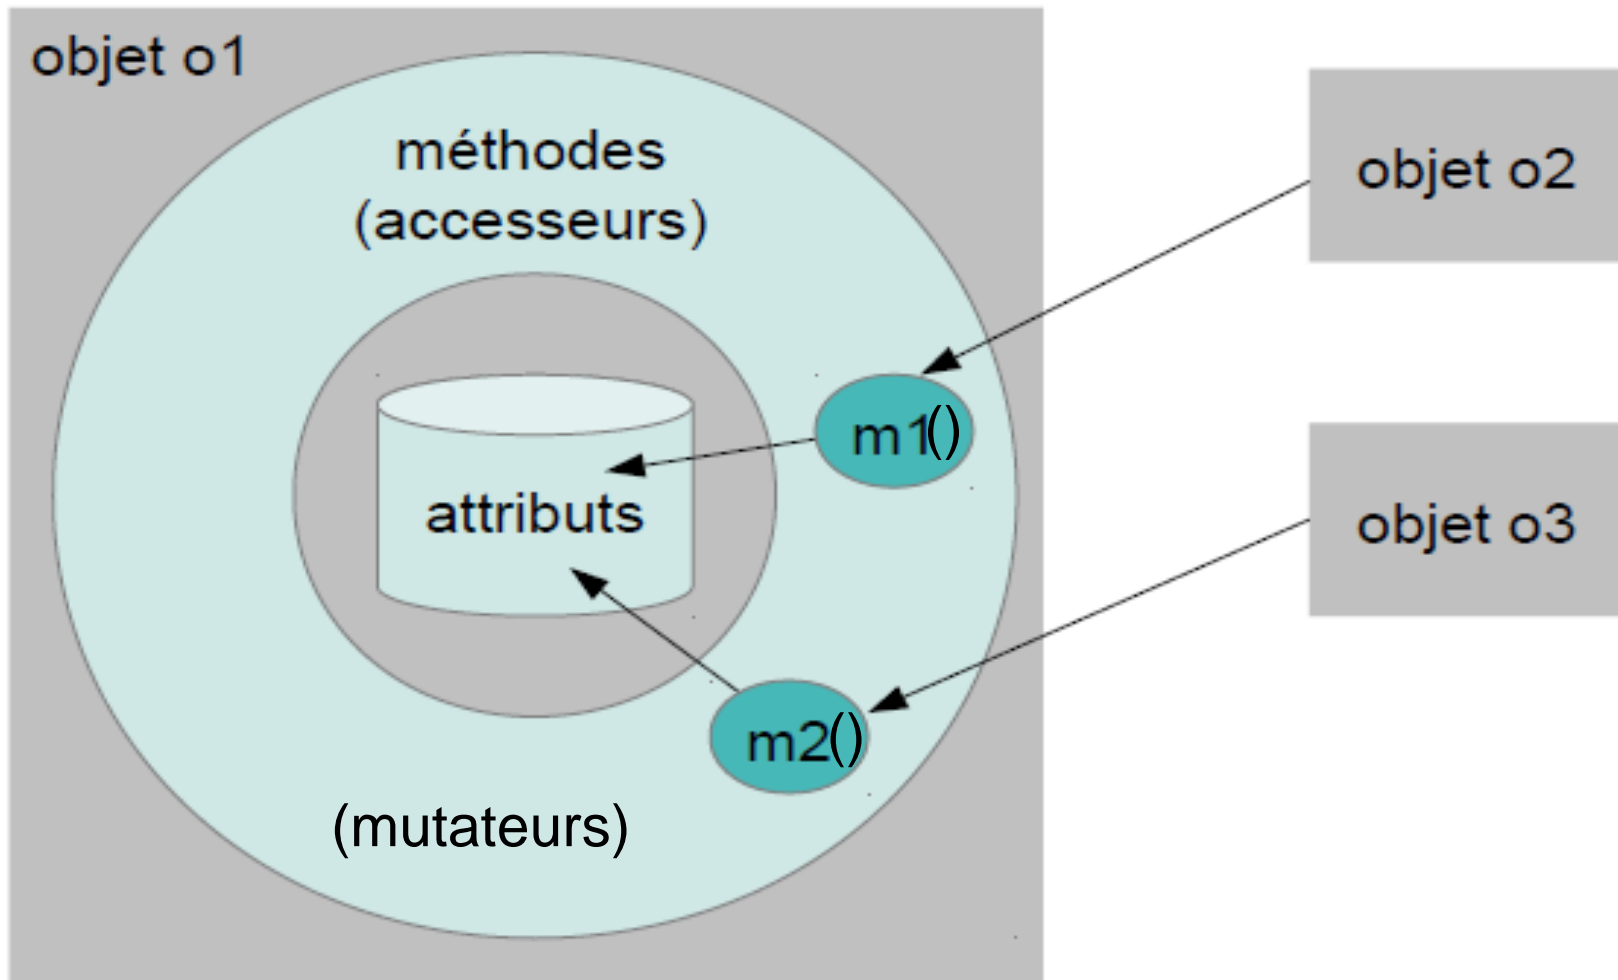 objet o1
méthodes
(accesseurs)
objet o2
m1()
attributs
objet o3
m2()
(mutateurs)